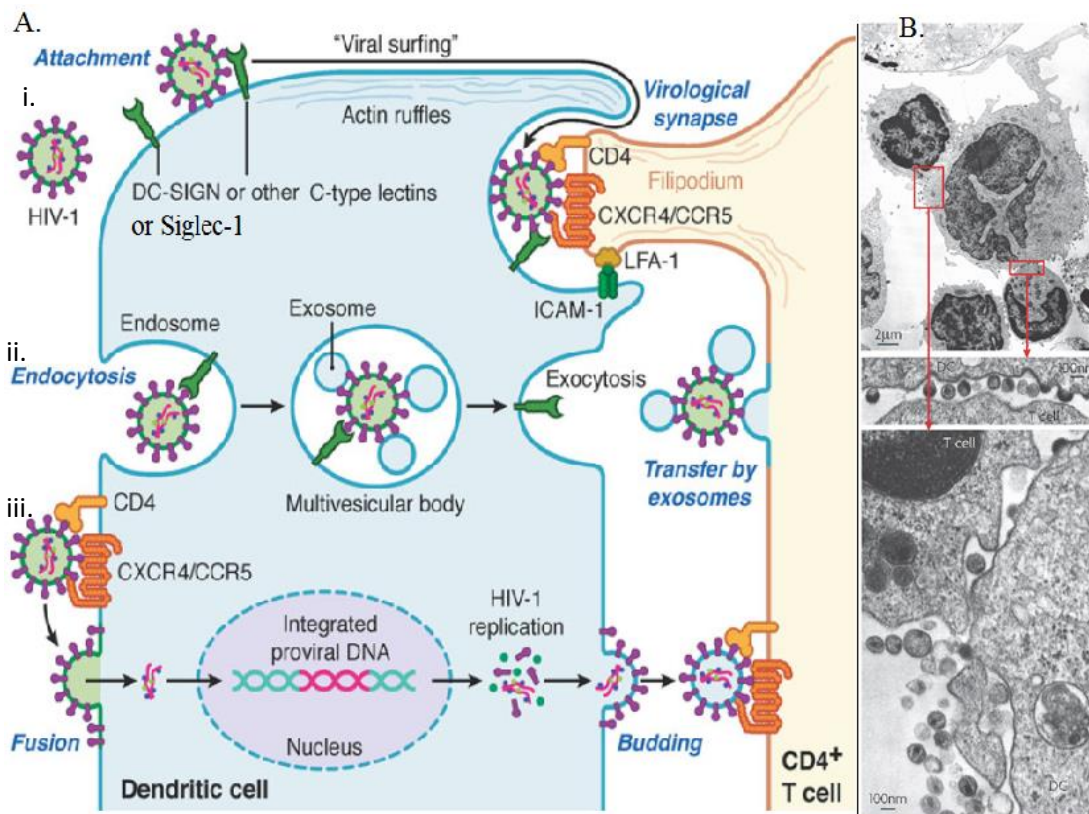 A.
Attachment
"Viral surfing"
i.
Actin ruffles
Virological
synapse
HIV-1
DC-SIGN or other C-type lectins
or Siglec-1
CD4
Filipodium
CXCR4/CCR5
LFA-1
ICAM-1
ii.
Endocytosis
Endosome
Exosome
Exocytosis
Multivesicular body
Transfer by
exosomes
iii.
CD4
CXCR4/CCR5
Integrated
proviral DNA
HIV-1
replication
Fusion
Nucleus
Budding
Dendritic cell
CD4+
T cell
B.
2μm
DC
100nm
T cell
T cell
DC
100nm